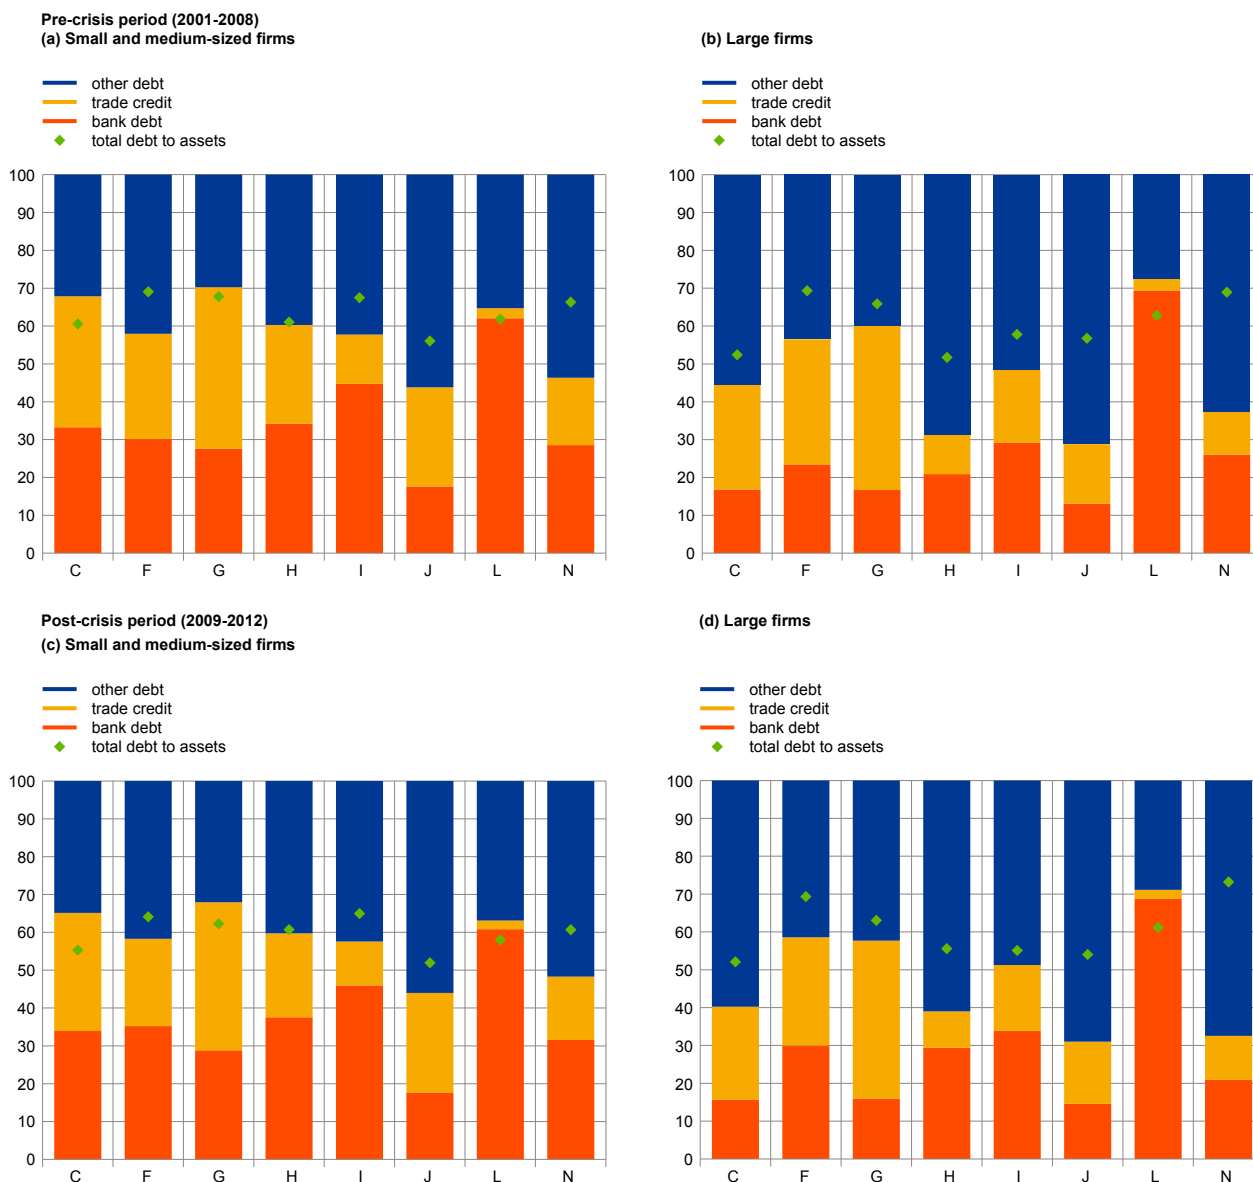 Pre-crisis period (2001-2008)
(a) Small and medium-sized firms
other debt
trade credit
bank debt
total debt to assets
100
90
80
70
60
50
40
30
20
10
0
C F G H I J L N
(b) Large firms
other debt
trade credit
bank debt
total debt to assets
100
90
80
70
60
50
40
30
20
10
0
C F G H I J L N
Post-crisis period (2009-2012)
(c) Small and medium-sized firms
other debt
trade credit
bank debt
total debt to assets
100
90
80
70
60
50
40
30
20
10
0
C F G H I J L N
(d) Large firms
other debt
trade credit
bank debt
total debt to assets
100
90
80
70
60
50
40
30
20
10
0
C F G H I J L N